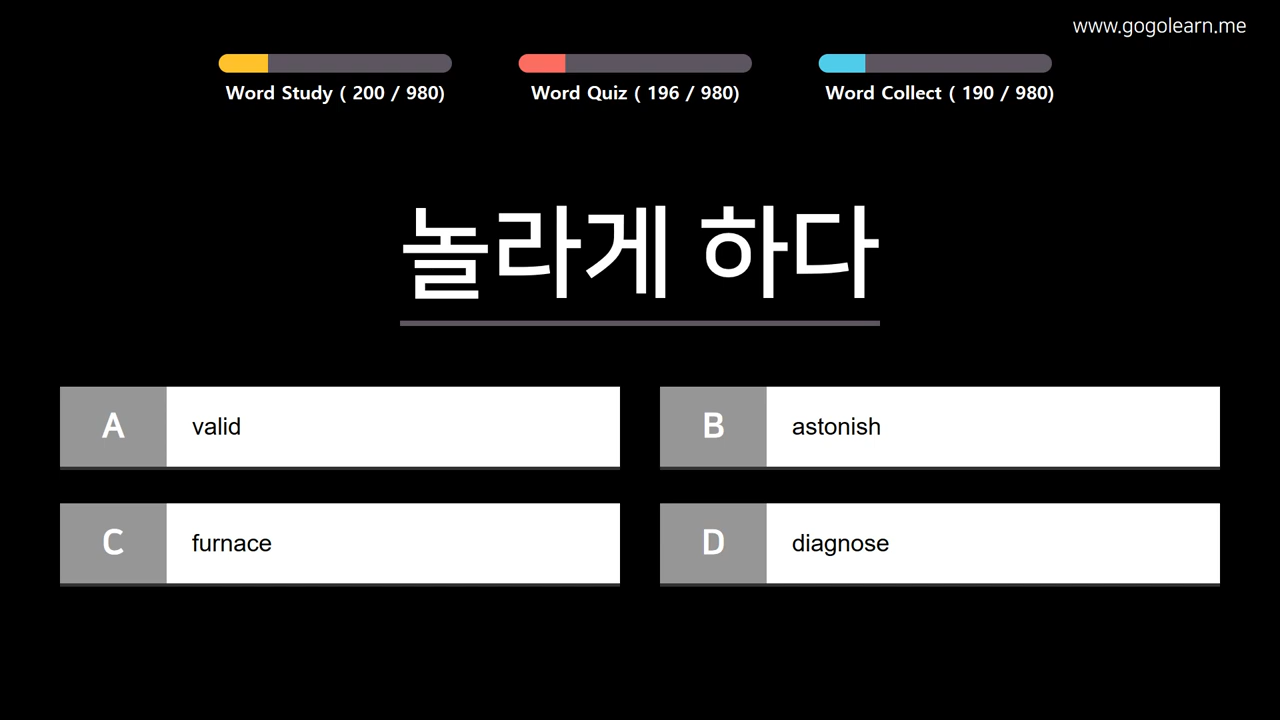 www.gogolearn.me
Word Study ( 200 / 980)
Word Quiz ( 196 / 980)
Word Collect ( 190 / 980)
놀라게 하다
A valid
B astonish
C furnace
D diagnose